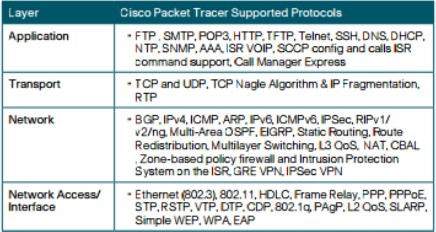 Layer
Cisco Packet Tracer Supported Protocols
Application
• FTP , SMTP, POP3, HTTP, TFTP, Telnet, SSH, DNS, DHCP,
NTP, SNMP, AAA, ISR VOIP, SCCP config and calls ISR
command support, Call Manager Express
Transport
• TCP and UDP, TCP Nagle Algorithm & IP Fragmentation,
RTP
Network
• BGP, IPv4, ICMP, ARP, IPv6, ICMPv6, IPSec, RIPv1/
v2/ng, Multi-Area OSPF, EIGRP, Static Routing, Route
Redistribution, Multilayer Switching, L3 QoS, NAT, CBAL
, Zone-based policy firewall and Intrusion Protection
System on the ISR, GRE VPN, IPSec VPN
Network Access/
Interface
• Ethernet (802.3), 802.11, HDLC, Frame Relay, PPP, PPPoE,
STP, RSTP, VTP, DTP, CDP, 802.1q, PAgP, L2 QoS, SLARP,
Simple WEP, WPA, EAP